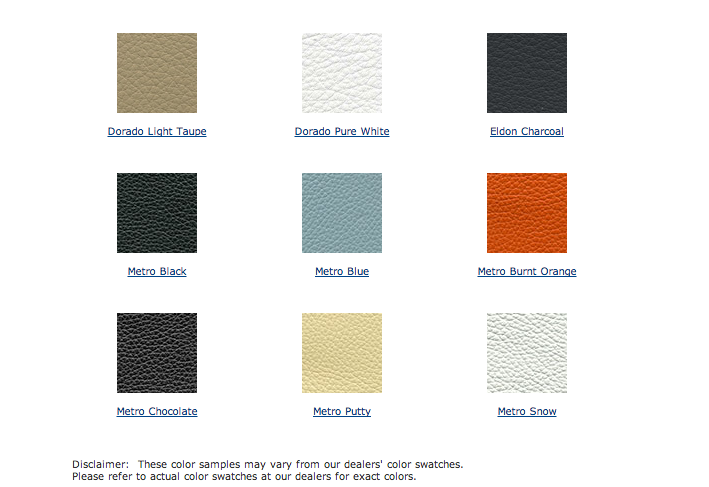 Dorado Light Taupe
Dorado Pure White
Eldon Charcoal
Metro Black
Metro Blue
Metro Burnt Orange
Metro Chocolate
Metro Putty
Metro Snow
Disclaimer:  These color samples may vary from our dealers' color swatches.
Please refer to actual color swatches at our dealers for exact colors.